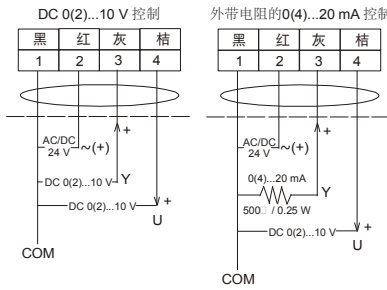 DC 0(2)...10 V 控制
黑 红 灰 桔
1 2 3 4
+
AC/DC
24 V
~(+)
DC 0(2)...10 V
Y
DC 0(2)...10 V
+
U
COM
外带电阻的0(4)...20 mA 控制
黑 红 灰 桔
1 2 3 4
+
AC/DC
24 V
~(+)
0(4)...20 mA
Y
500□ / 0.25 W
DC 0(2)...10 V
+
U
COM